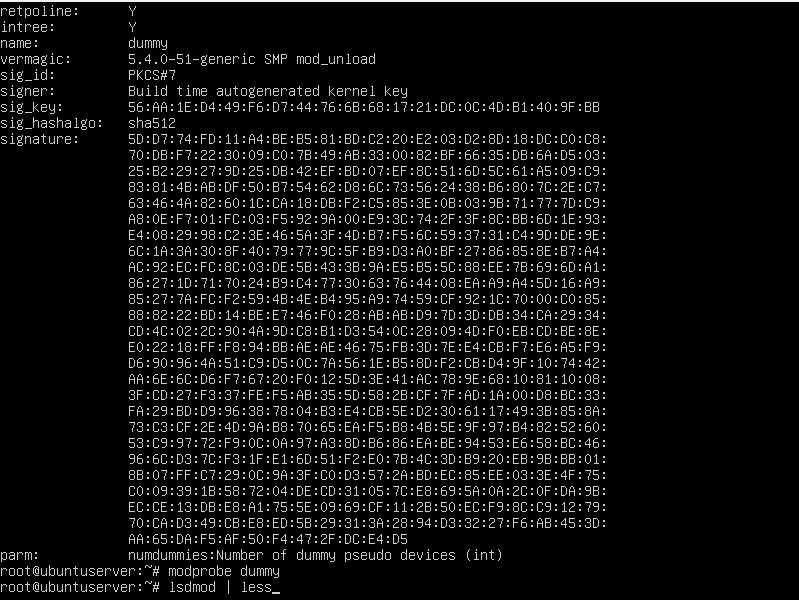 retpoline:      Y
intree:         Y
name:           dummy
vermagic:       5.4.0-51-generic SMP mod_unload
sig_id:         PKCS#7
signer:         Build time autogenerated kernel key
sig_key:        56:AA:1E:D4:49:F6:D7:44:76:6B:68:17:21:DC:0C:4D:B1:40:9F:BB
sig_hashalgo:   sha512
signature:      5D:D7:74:FD:11:A4:BE:B5:81:BD:C2:20:E2:03:D2:8D:18:DC:C0:C8:
                70:DB:F7:22:30:09:C0:7B:49:AB:33:00:82:BF:66:35:DB:6A:D5:03:
                25:B2:29:27:9D:25:DB:42:EF:BD:07:EF:8C:51:6D:5C:61:A5:09:C9:
                83:81:4B:AB:DF:50:B7:54:62:D8:6C:73:56:24:38:B6:80:7C:2E:C7:
                63:46:4A:82:60:1C:CA:18:DB:F2:C5:85:3E:0B:03:9B:71:77:7D:C9:
                A8:0E:F7:01:FC:03:F5:92:9A:00:E9:3C:74:2F:3F:8C:BB:6D:1E:93:
                E4:08:29:98:C2:3E:46:5A:3F:4D:B7:F5:6C:59:37:31:C4:9D:DE:9E:
                6C:1A:3A:30:8F:40:79:77:9C:5F:B9:D3:A0:BF:27:86:85:8E:B7:A4:
                AC:92:EC:FC:8C:03:DE:5B:43:3B:9A:E5:B5:5C:88:EE:7B:69:6D:A1:
                86:27:1D:71:70:24:B9:C4:77:30:63:76:44:08:EA:A9:A4:5D:16:A9:
                85:27:7A:FC:F2:59:4B:4E:B4:95:A9:74:59:CF:92:1C:70:00:C0:85:
                88:82:22:BD:14:BE:E7:46:F0:28:AB:AB:D9:7D:3D:DB:34:CA:29:34:
                CD:4C:02:2C:90:4A:9D:C8:B1:D3:54:0C:28:09:4D:F0:EB:CD:BE:8E:
                E0:22:18:FF:F8:94:BB:AE:AE:46:75:FB:3D:7E:E4:CB:F7:E6:A5:F9:
                D6:90:96:4A:51:C9:D5:0C:7A:56:1E:B5:8D:F2:CB:D4:9F:10:74:42:
                AA:6E:6C:D6:F7:67:20:F0:12:5D:3E:41:AC:78:9E:68:10:81:10:08:
                3F:CD:27:F3:37:FE:F5:AB:35:5D:58:2B:CF:7F:AD:1A:00:D8:BC:33:
                FA:29:BD:D9:96:38:78:04:B3:E4:CB:5E:D2:30:61:17:49:3B:85:8A:
                73:C3:CF:2E:4D:9A:B8:70:65:EA:F5:B8:4B:5E:9F:97:B4:82:52:60:
                53:C9:97:72:F9:0C:0A:97:A3:8D:B6:86:EA:BE:94:53:E6:58:BC:46:
                96:6C:D3:7C:F3:1F:E1:6D:51:F2:E0:7B:4C:3D:B9:20:EB:9B:BB:01:
                8B:07:FF:C7:29:0C:9A:3F:C0:D3:57:2A:BD:EC:85:EE:03:3E:4F:75:
                C0:09:39:1B:58:72:04:DE:CD:31:05:7C:E8:69:5A:0A:2C:0F:DA:9B:
                EC:CE:13:DB:E8:A1:75:5E:09:69:CF:11:2B:50:EC:F9:8C:C9:12:79:
                70:CA:D3:49:CB:E8:ED:5B:29:31:3A:28:94:D3:32:27:F6:AB:45:3D:
                AA:65:DA:F5:AF:50:F4:47:2F:DC:E4:D5
parm:           numdummies:Number of dummy pseudo devices (int)
root@ubuntuserver:~# modprobe dummy
root@ubuntuserver:~# lsdmod | less_